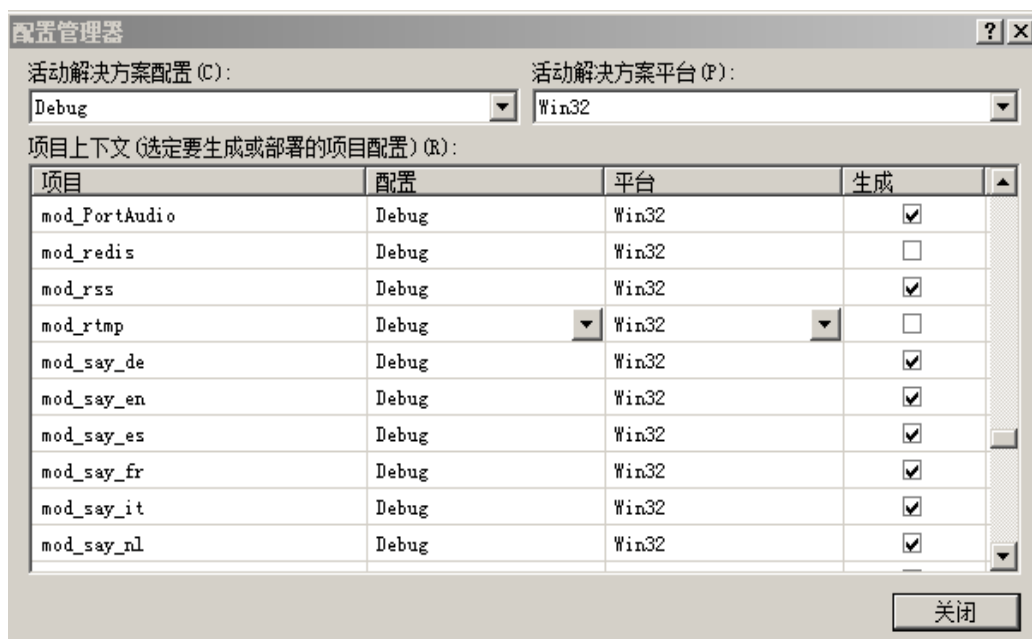 配置管理器
活动解决方案配置(C): 活动解决方案平台(P):
Debug Win32
项目上下文(选定要生成或部署的项目配置)(R):
项目 配置 平台 生成
mod_PortAudio Debug Win32
mod_redis Debug Win32
mod_rss Debug Win32
mod_rtmp Debug Win32
mod_say_de Debug Win32
mod_say_en Debug Win32
mod_say_es Debug Win32
mod_say_fr Debug Win32
mod_say_it Debug Win32
mod_say_nl Debug Win32
关闭